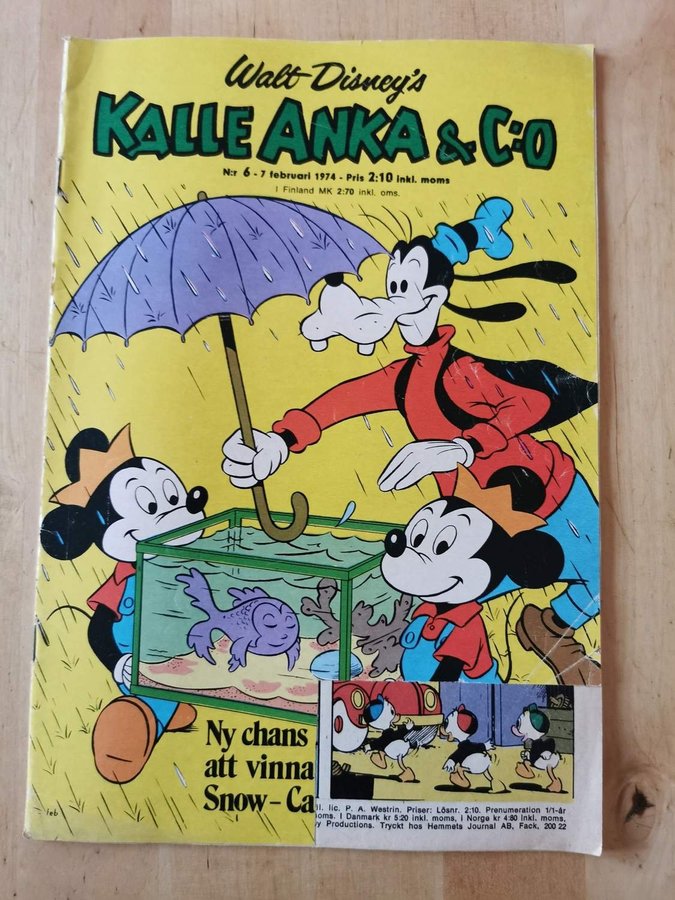 Walt Disney's
KALLE ANKA & C:O
N:r 6 - 7 februari 1974 - Pris 2:10 inkl. moms
I Finland MK 2:70 inkl. oms.
Ny chans
att vinna
Snow-Ca
feb
lic. P. A. Westrin. Priser: Lösnr. 2:10. Prenumeration 1/1-år
oms. I Danmark kr 5:20 inkl. moms, I Norge kr 4:80 inkl. moms.
y Productions. Tryckt hos Hemmets Journal AB, Fack, 200 22